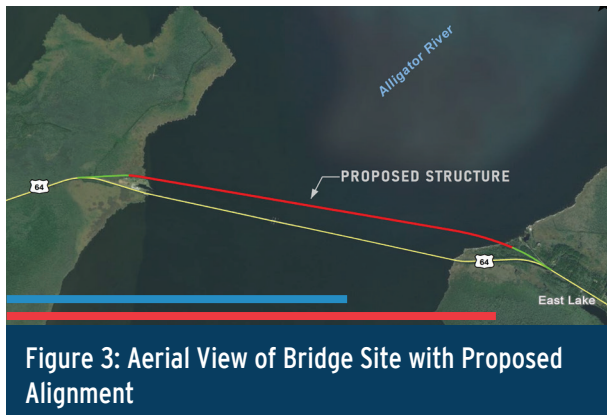 Alligator River
PROPOSED STRUCTURE
64
64
East Lake
Figure 3: Aerial View of Bridge Site with Proposed
Alignment